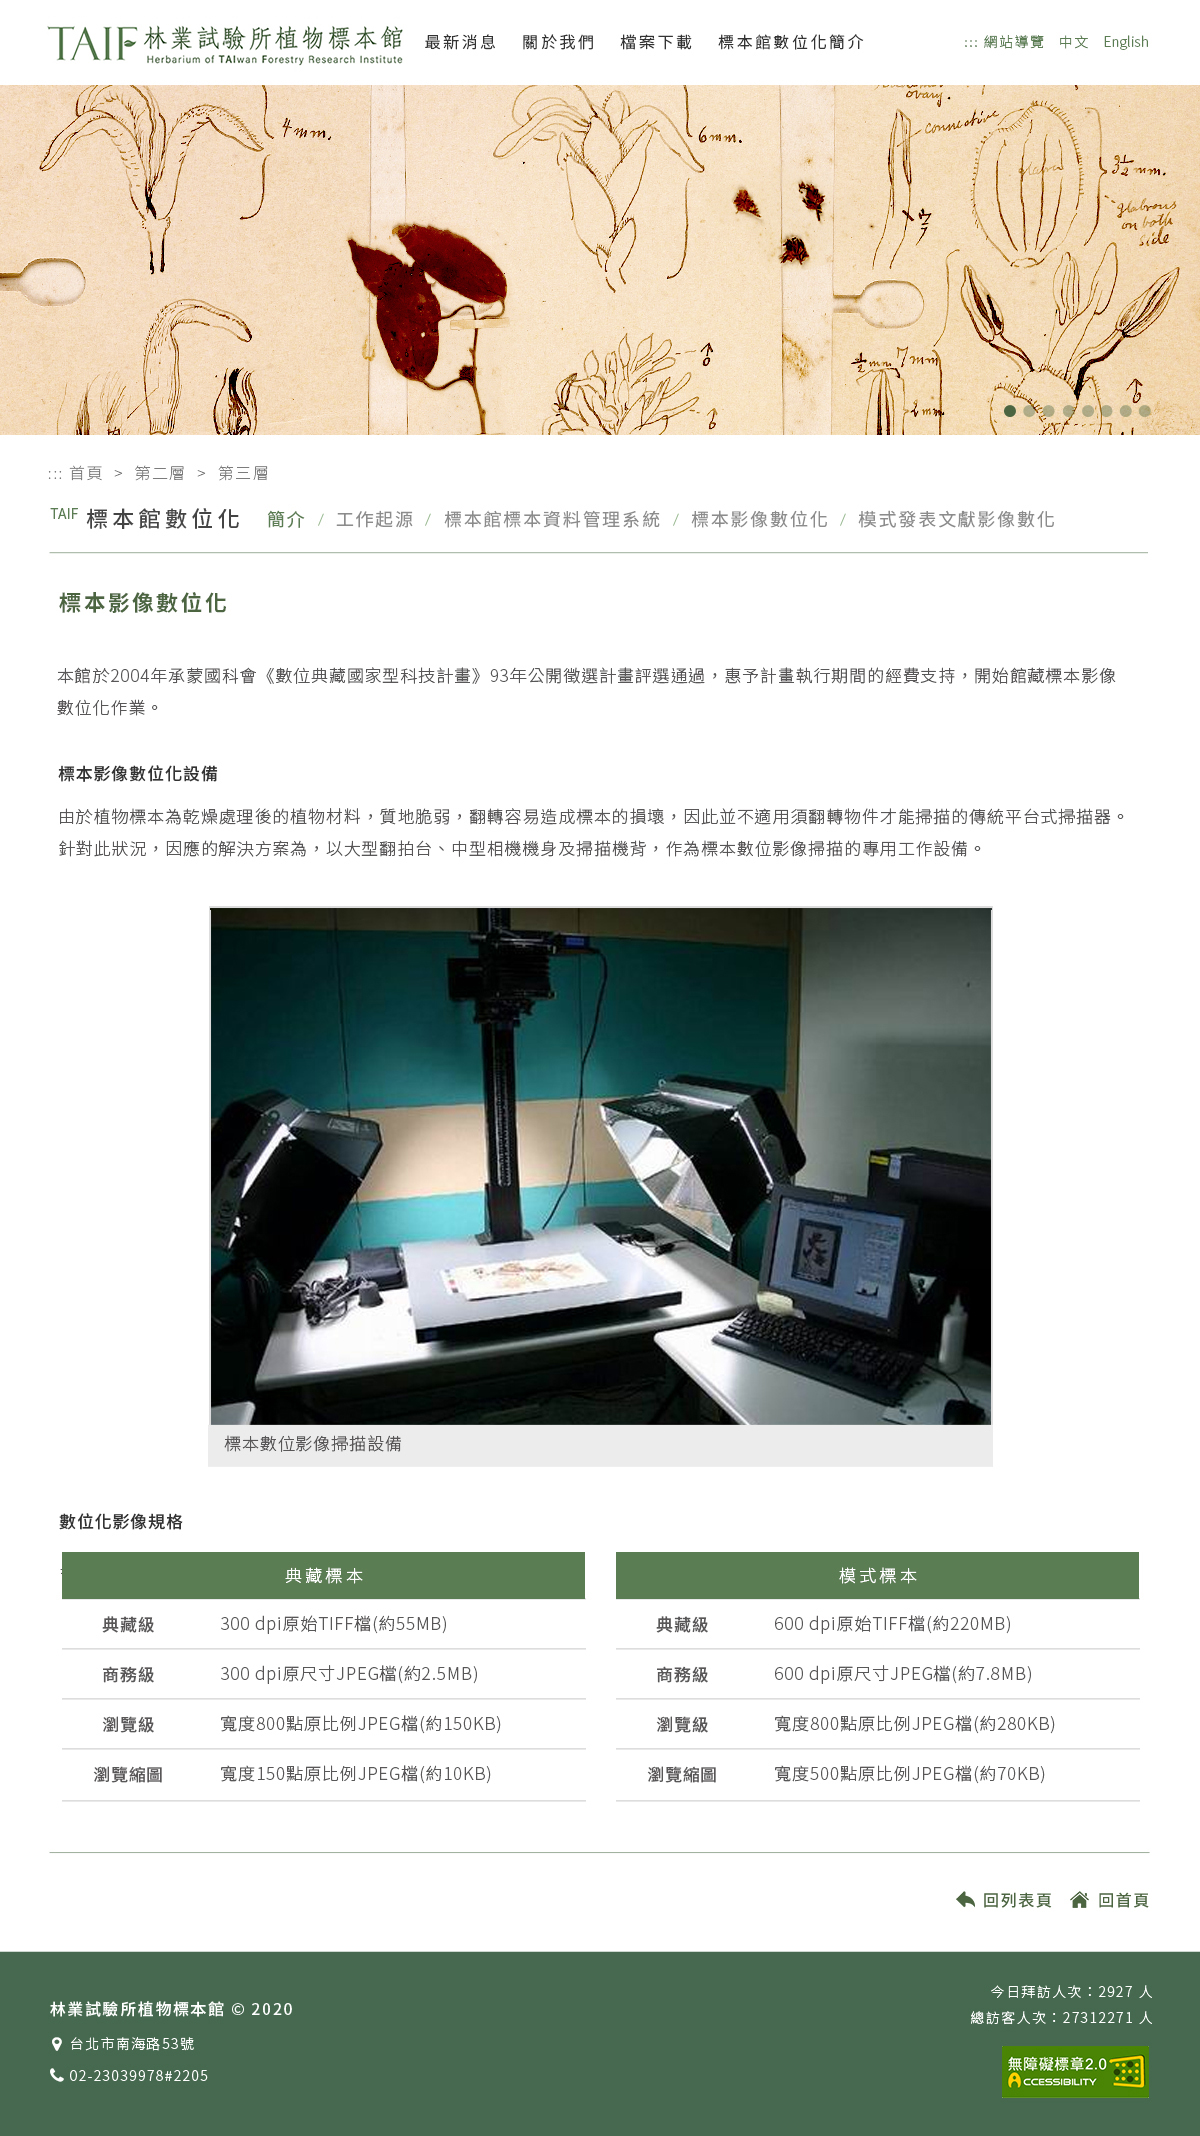 TAIF 林業試驗所植物標本館
Herbarium of TAIwan Forestry Research Institute
最新消息 關於我們 檔案下載 標本館數位化簡介
::: 網站導覽 中文 English
4 mm.
6 mm.
ovary.
connective
glabrous
on both
side
7mm
2mm
::: 首頁 > 第二層 > 第三層
TAIF 標本館數位化 簡介 / 工作起源 / 標本館標本資料管理系統 / 標本影像數位化 / 模式發表文獻影像數化
標本影像數位化
本館於2004年承蒙國科會《數位典藏國家型科技計畫》93年公開徵選計畫評選通過，惠予計畫執行期間的經費支持，開始館藏標本影像
數位化作業。
標本影像數位化設備
由於植物標本為乾燥處理後的植物材料，質地脆弱，翻轉容易造成標本的損壞，因此並不適用須翻轉物件才能掃描的傳統平台式掃描器。
針對此狀況，因應的解決方案為，以大型翻拍台、中型相機機身及掃描機背，作為標本數位影像掃描的專用工作設備。
標本數位影像掃描設備
數位化影像規格
典藏標本
典藏級 300 dpi原始TIFF檔(約55MB)
商務級 300 dpi原尺寸JPEG檔(約2.5MB)
瀏覽級 寬度800點原比例JPEG檔(約150KB)
瀏覽縮圖 寬度150點原比例JPEG檔(約10KB)
模式標本
典藏級 600 dpi原始TIFF檔(約220MB)
商務級 600 dpi原尺寸JPEG檔(約7.8MB)
瀏覽級 寬度800點原比例JPEG檔(約280KB)
瀏覽縮圖 寬度500點原比例JPEG檔(約70KB)
回列表頁 回首頁
林業試驗所植物標本館 © 2020
台北市南海路53號
02-23039978#2205
今日拜訪人次：2927 人
總訪客人次：27312271 人
無障礙標章2.0
ACCESSIBILITY